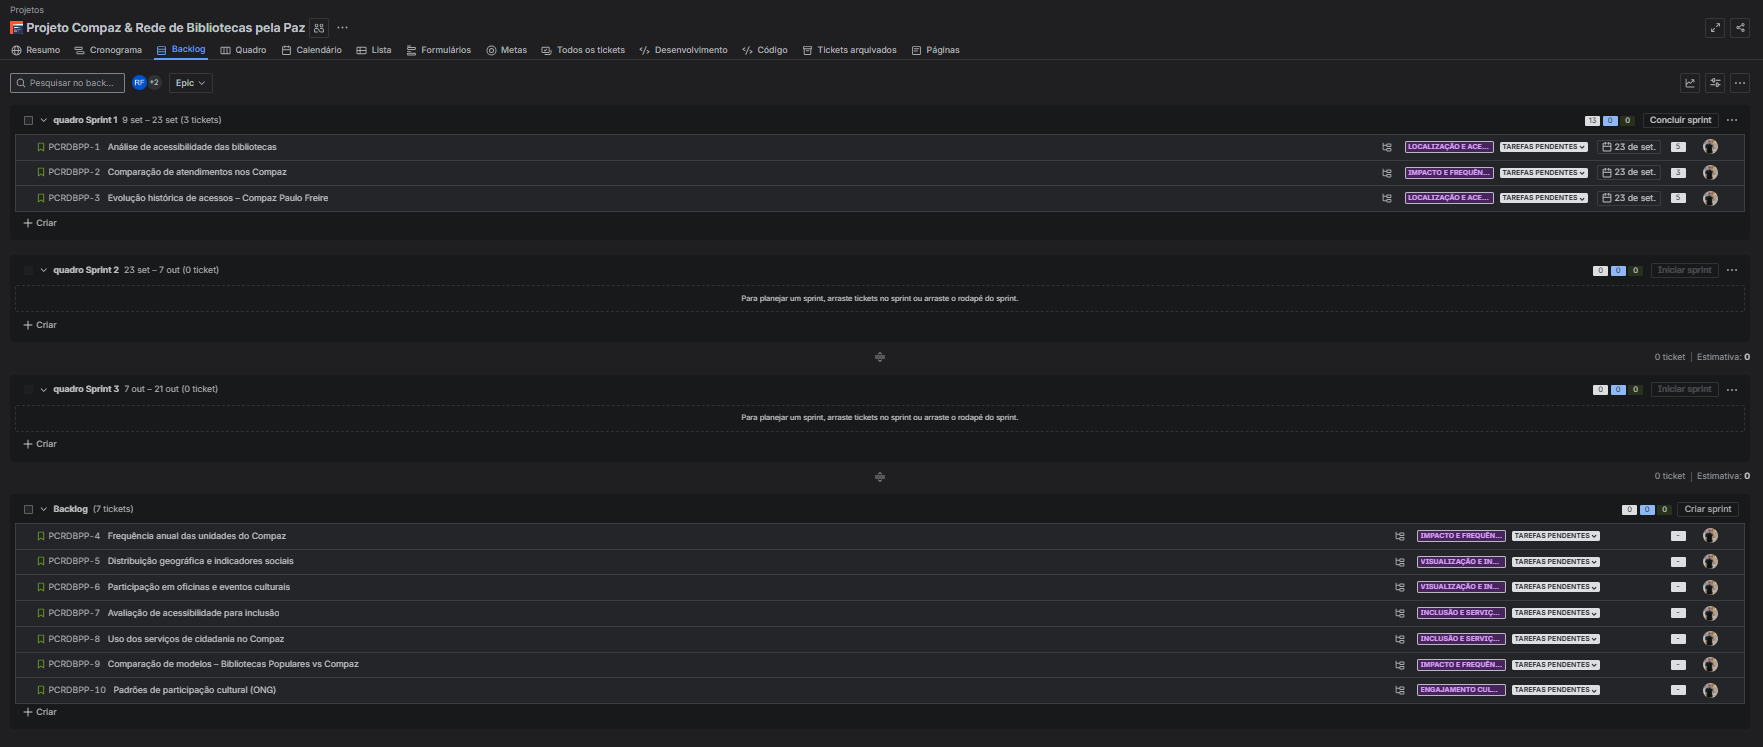 Projetos
Projeto Compaz & Rede de Bibliotecas pela Paz
Resumo Cronograma Backlog Quadro Calendário Lista Formulários Metas Todos os tickets Desenvolvimento Código Tickets arquivados Páginas
Pesquisar no back... RF +2 Epic
quadro Sprint 1 9 set – 23 set (3 tickets) 13 0 0 Concluir sprint
PCRDBPP-1 Análise de acessibilidade das bibliotecas LOCALIZAÇÃO E ACE... TAREFAS PENDENTES 23 de set. 5
PCRDBPP-2 Comparação de atendimentos nos Compaz IMPACTO E FREQUÊN... TAREFAS PENDENTES 23 de set. 3
PCRDBPP-3 Evolução histórica de acessos – Compaz Paulo Freire LOCALIZAÇÃO E ACE... TAREFAS PENDENTES 23 de set. 5
+ Criar
quadro Sprint 2 23 set – 7 out (0 ticket) 0 0 0 Iniciar sprint
Para planejar um sprint, arraste tickets no sprint ou arraste o rodapé do sprint.
+ Criar
0 ticket | Estimativa: 0
quadro Sprint 3 7 out – 21 out (0 ticket) 0 0 0 Iniciar sprint
Para planejar um sprint, arraste tickets no sprint ou arraste o rodapé do sprint.
+ Criar
0 ticket | Estimativa: 0
Backlog (7 tickets) 0 0 0 Criar sprint
PCRDBPP-4 Frequência anual das unidades do Compaz IMPACTO E FREQUÊN... TAREFAS PENDENTES -
PCRDBPP-5 Distribuição geográfica e indicadores sociais VISUALIZAÇÃO E IN... TAREFAS PENDENTES -
PCRDBPP-6 Participação em oficinas e eventos culturais VISUALIZAÇÃO E IN... TAREFAS PENDENTES -
PCRDBPP-7 Avaliação de acessibilidade para inclusão INCLUSÃO E SERVIÇ... TAREFAS PENDENTES -
PCRDBPP-8 Uso dos serviços de cidadania no Compaz INCLUSÃO E SERVIÇ... TAREFAS PENDENTES -
PCRDBPP-9 Comparação de modelos – Bibliotecas Populares vs Compaz IMPACTO E FREQUÊN... TAREFAS PENDENTES -
PCRDBPP-10 Padrões de participação cultural (ONG) ENGAJAMENTO CUL... TAREFAS PENDENTES -
+ Criar